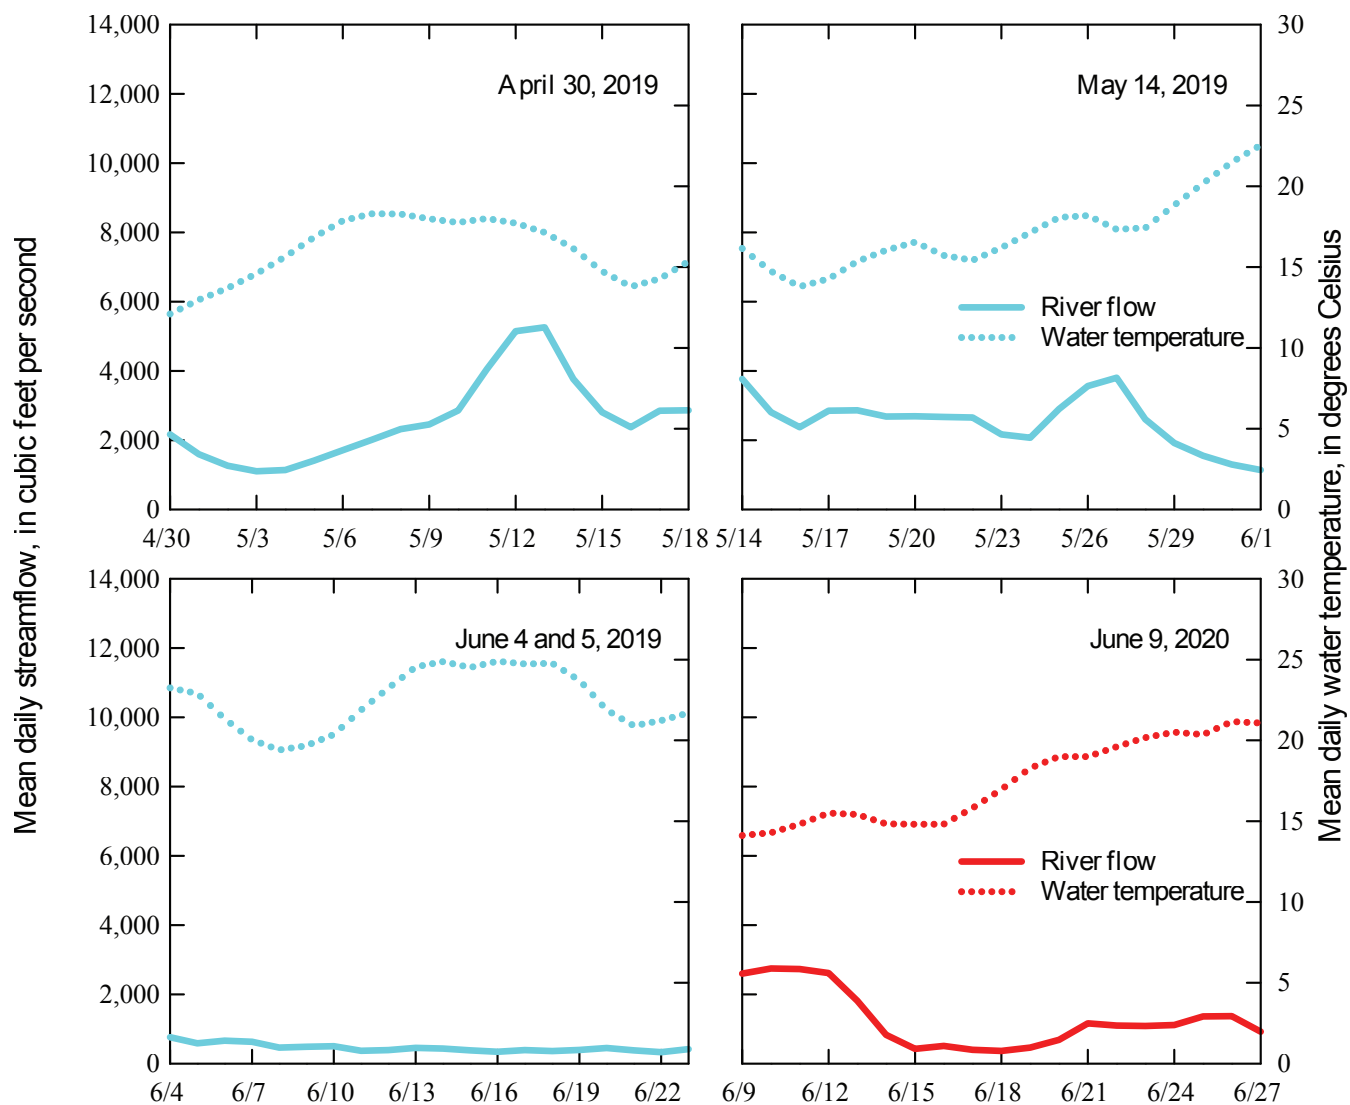 Mean daily streamflow, in cubic feet per second
14,000
12,000
10,000
8,000
6,000
4,000
2,000
0
April 30, 2019
4/30 5/3 5/6 5/9 5/12 5/15 5/18
May 14, 2019
River flow
Water temperature
5/14 5/17 5/20 5/23 5/26 5/29 6/1
30
25
20
15
10
5
0
14,000
12,000
10,000
8,000
6,000
4,000
2,000
0
June 4 and 5, 2019
6/4 6/7 6/10 6/13 6/16 6/19 6/22
June 9, 2020
River flow
Water temperature
6/9 6/12 6/15 6/18 6/21 6/24 6/27
30
25
20
15
10
5
0
Mean daily water temperature, in degrees Celsius